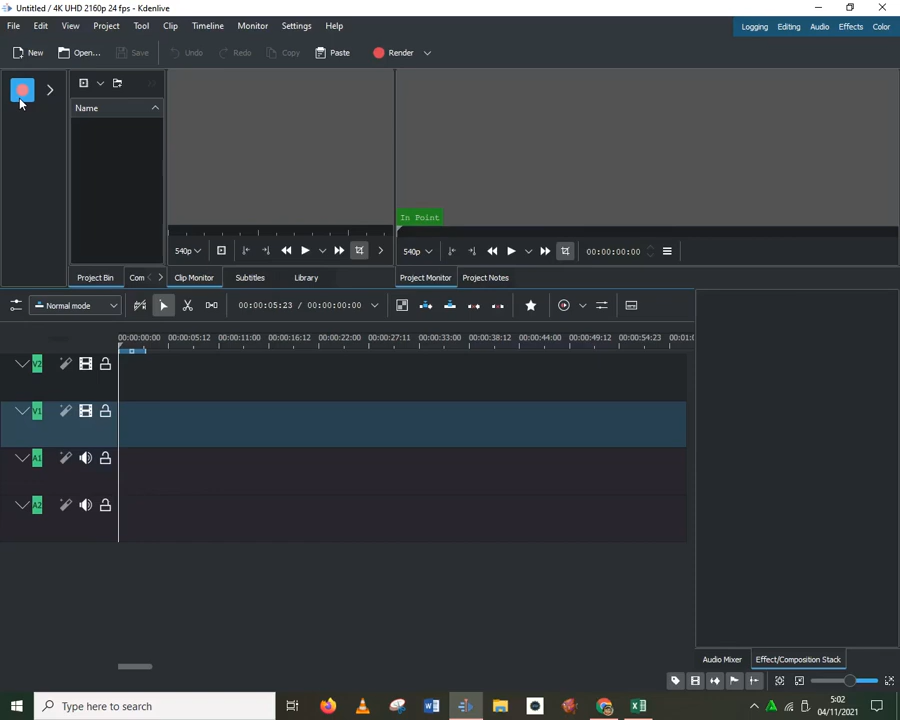 Untitled / 4K UHD 2160p 24 fps - Kdenlive
File Edit View Project Tool Clip Timeline Monitor Settings Help
Logging Editing Audio Effects Color
New Open... Save Undo Redo Copy Paste Render
Name
In Point
540p
540p 00:00:00:00
Project Bin Com Clip Monitor Subtitles Library Project Monitor Project Notes
Normal mode 00:00:05:23 / 00:00:00:00
00:00:00:00 00:00:05:12 00:00:11:00 00:00:16:12 00:00:22:00 00:00:27:11 00:00:33:00 00:00:38:12 00:00:44:00 00:00:49:12 00:00:54:23 00:01:0
V2
V1
A1
A2
Audio Mixer Effect/Composition Stack
Type here to search
5:02
04/11/2021